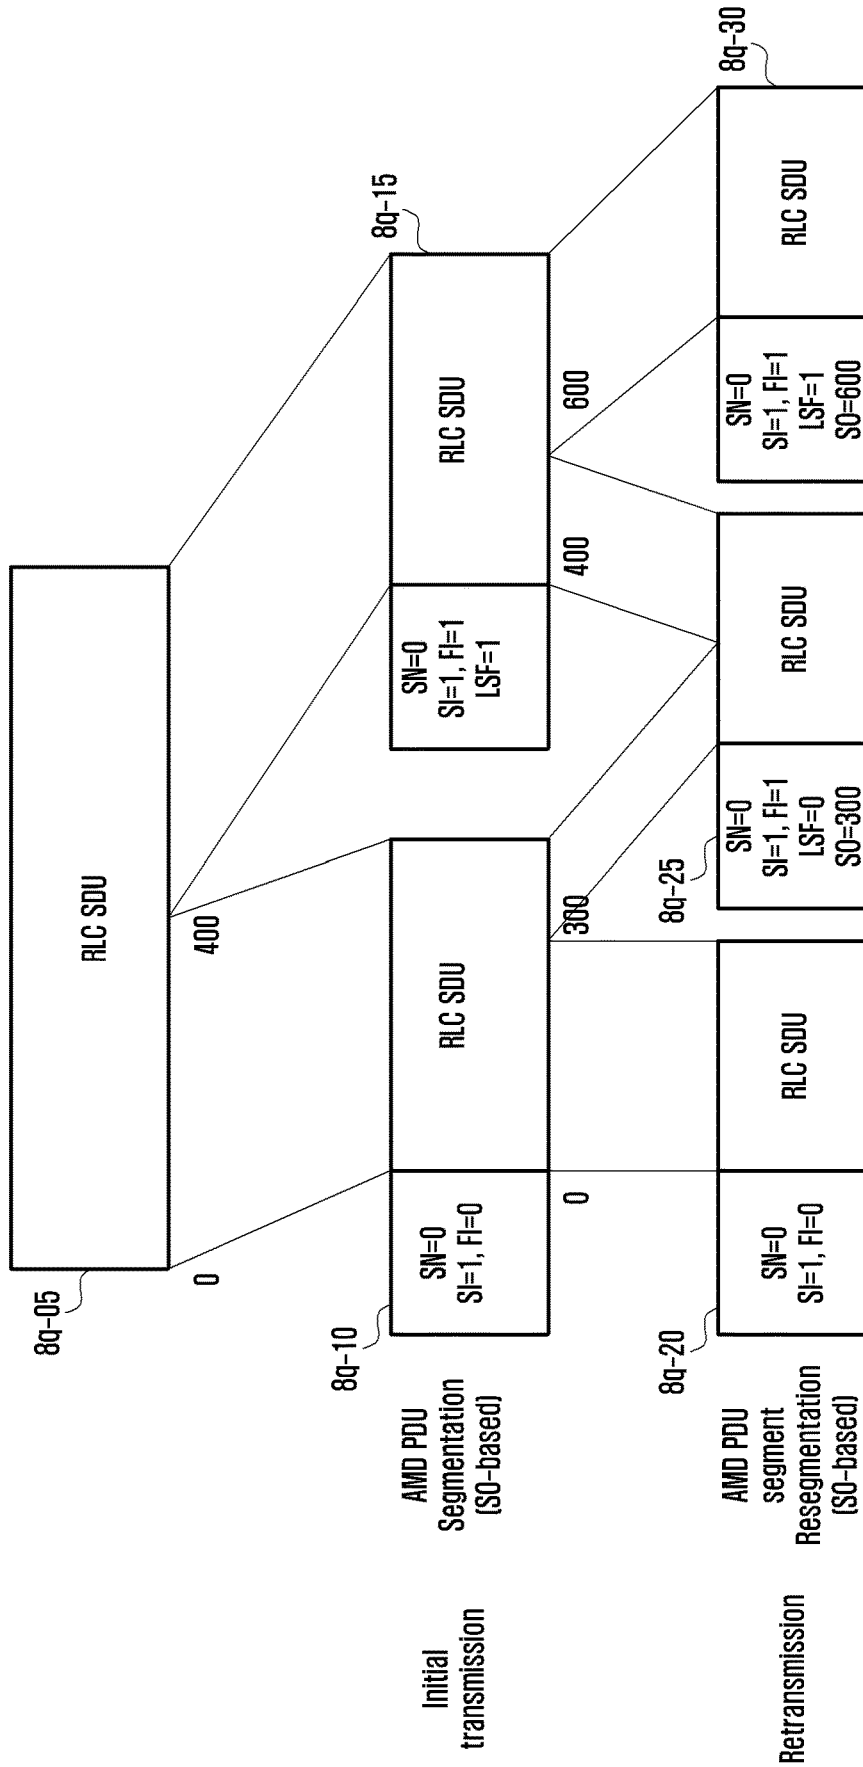 8q-05
RLC SDU
0
400
Initial
transmission
AMD PDU
Segmentation
(SO-based)
8q-10
SN=0
SI=1, FI=0
RLC SDU
SN=0
SI=1, FI=1
LSF=1
RLC SDU
8q-15
0
300
400
600
Retransmission
AMD PDU
segment
Resegmentation
(SO-based)
8q-20
SN=0
SI=1, FI=0
RLC SDU
8q-25
SN=0
SI=1, FI=1
LSF=0
SO=300
RLC SDU
SN=0
SI=1, FI=1
LSF=1
SO=600
RLC SDU
8q-30